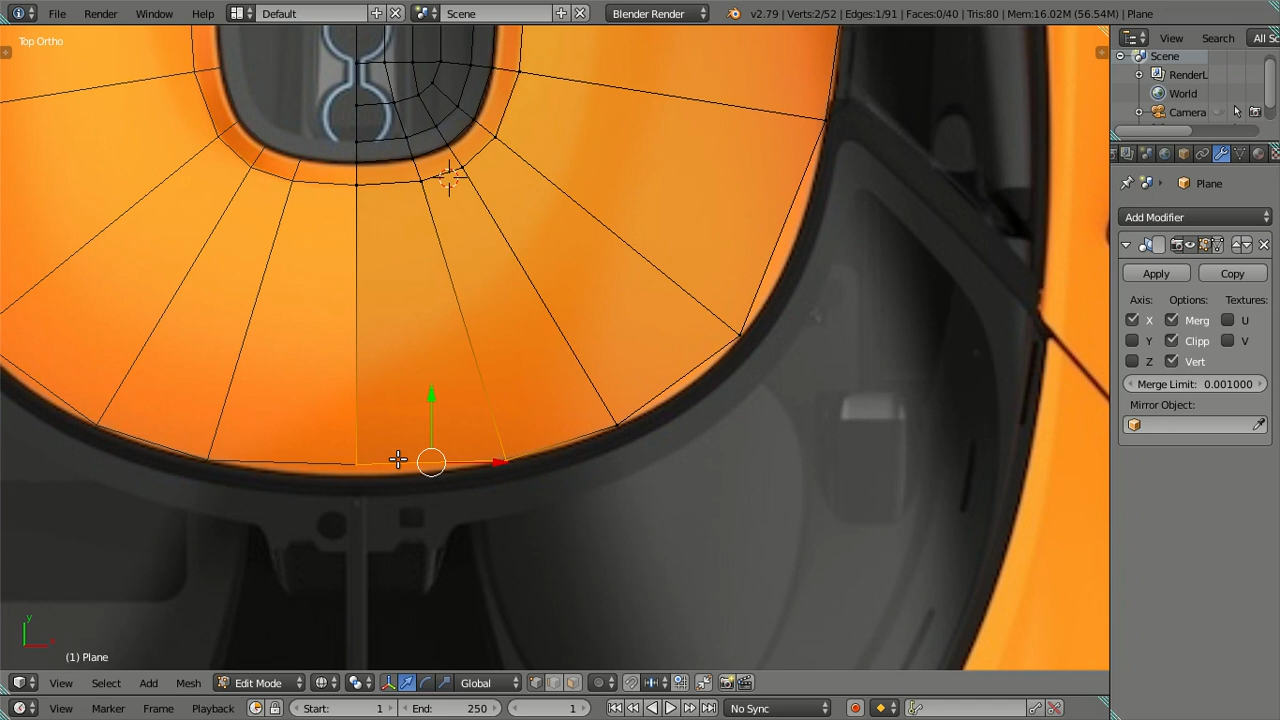 File Render Window Help Default Scene Blender Render v2.79 | Verts:2/52 | Edges:1/91 | Faces:0/40 | Tris:80 | Mem:16.02M (56.54M) | Plane
Top Ortho
View Search All Sc
Scene
RenderL
World
Camera
Plane
Add Modifier
Apply Copy
Axis: Options: Textures:
X Merg U
Y Clipp V
Z Vert
Merge Limit: 0.001000
Mirror Object:
y
x
(1) Plane
View Select Add Mesh Edit Mode Global
View Marker Frame Playback Start: 1 End: 250 1 No Sync